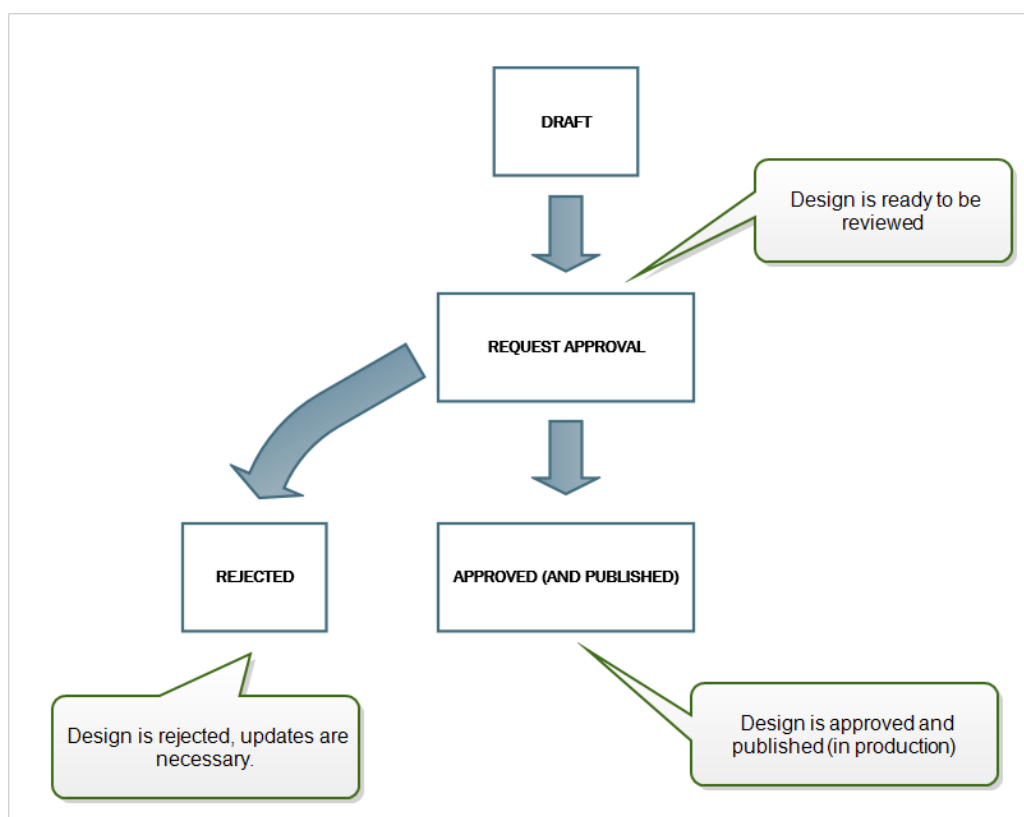 DRAFT
Design is ready to be
reviewed
REQUEST APPROVAL
REJECTED
APPROVED (AND PUBLISHED)
Design is rejected, updates are
necessary.
Design is approved and
published (in production)